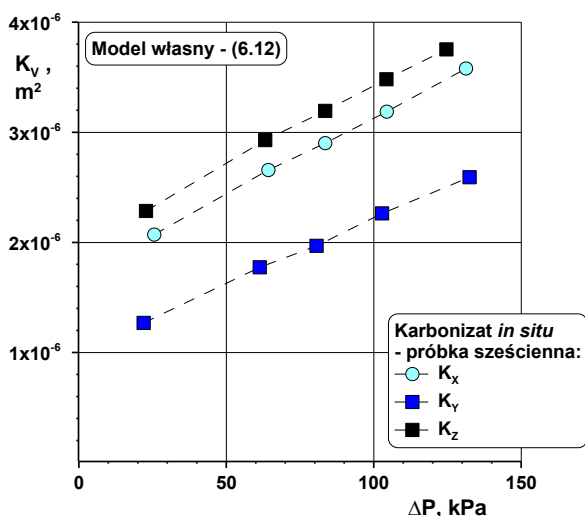 4x10⁻⁶
Model własny - (6.12)
Kᵥ ,
m²
3x10⁻⁶
2x10⁻⁶
1x10⁻⁶
Karbonizat in situ
- próbka sześcienna:
K_X
K_Y
K_Z
0 50 100 150
ΔP, kPa